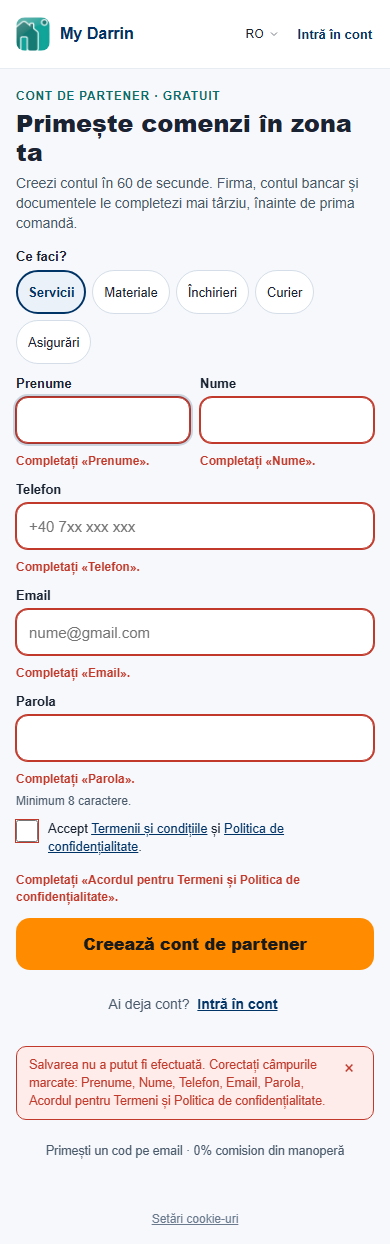 My Darrin
RO
Intră în cont
CONT DE PARTENER · GRATUIT
Primește comenzi în zona
ta
Creezi contul în 60 de secunde. Firma, contul bancar și
documentele le completezi mai târziu, înainte de prima
comandă.
Ce faci?
Servicii
Materiale
Închirieri
Curier
Asigurări
Prenume
Nume
Completați «Prenume».
Completați «Nume».
Telefon
+40 7xx xxx xxx
Completați «Telefon».
Email
nume@gmail.com
Completați «Email».
Parola
Completați «Parola».
Minimum 8 caractere.
Accept Termenii și condițiile și Politica de
confidențialitate.
Completați «Acordul pentru Termeni și Politica de
confidențialitate».
Creează cont de partener
Ai deja cont? Intră în cont
Salvarea nu a putut fi efectuată. Corectați câmpurile
marcate: Prenume, Nume, Telefon, Email, Parola,
Acordul pentru Termeni și Politica de confidențialitate.
×
Primești un cod pe email · 0% comision din manoperă
Setări cookie-uri